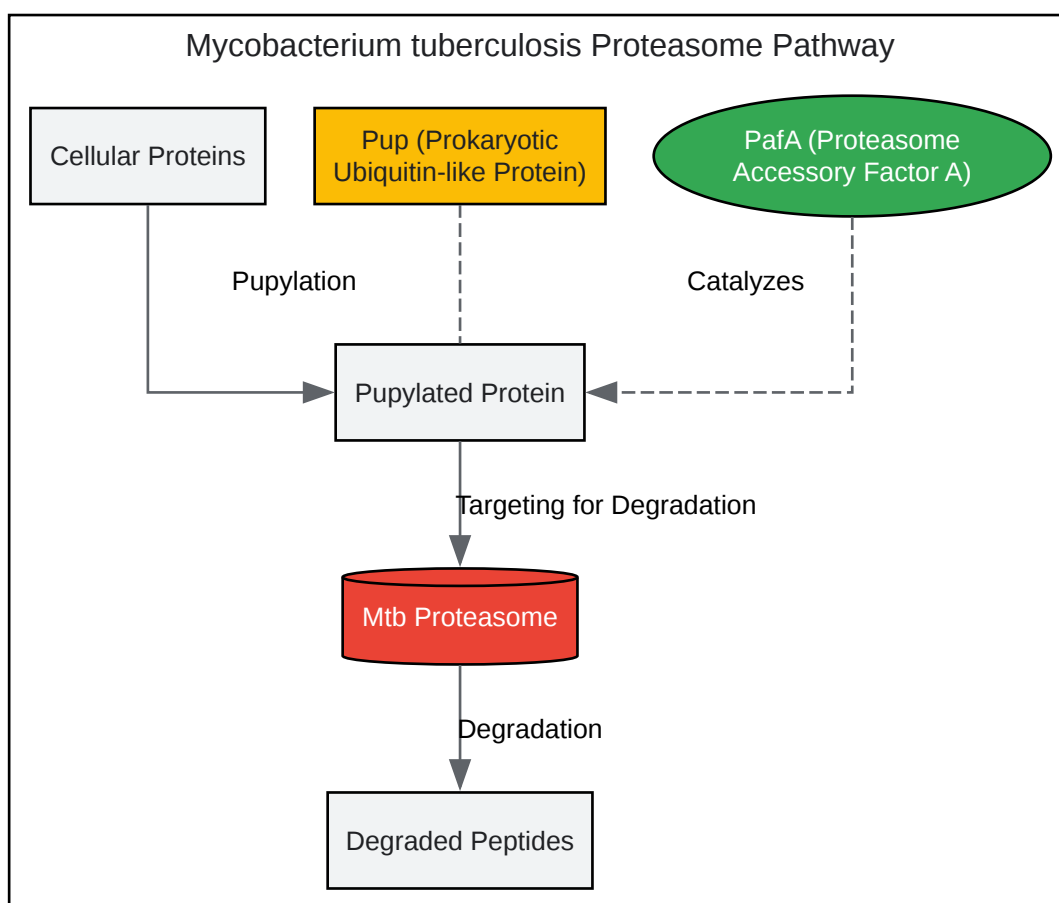 Mycobacterium tuberculosis Proteasome Pathway
Cellular Proteins
Pup (Prokaryotic
Ubiquitin-like Protein)
PafA (Proteasome
Accessory Factor A)
Pupylation
Catalyzes
Pupylated Protein
Targeting for Degradation
Mtb Proteasome
Degradation
Degraded Peptides